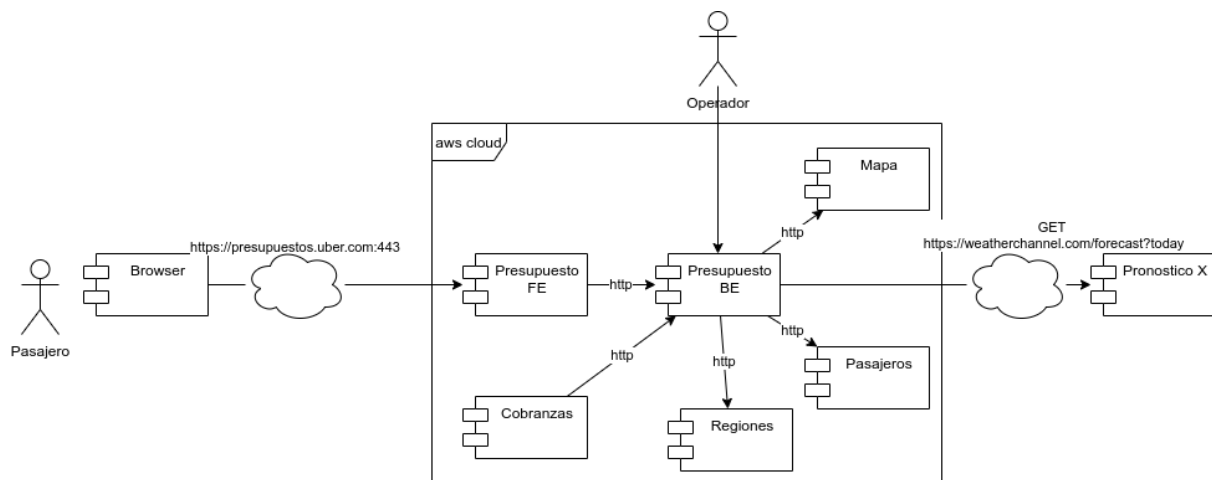 Operador
aws cloud
Mapa
http
GET
https://weatherchannel.com/forecast?today
https://presupuestos.uber.com:443
Browser
Presupuesto
FE
http
Presupuesto
BE
Pronostico X
Pasajero
http
http
http
Pasajeros
Cobranzas
Regiones